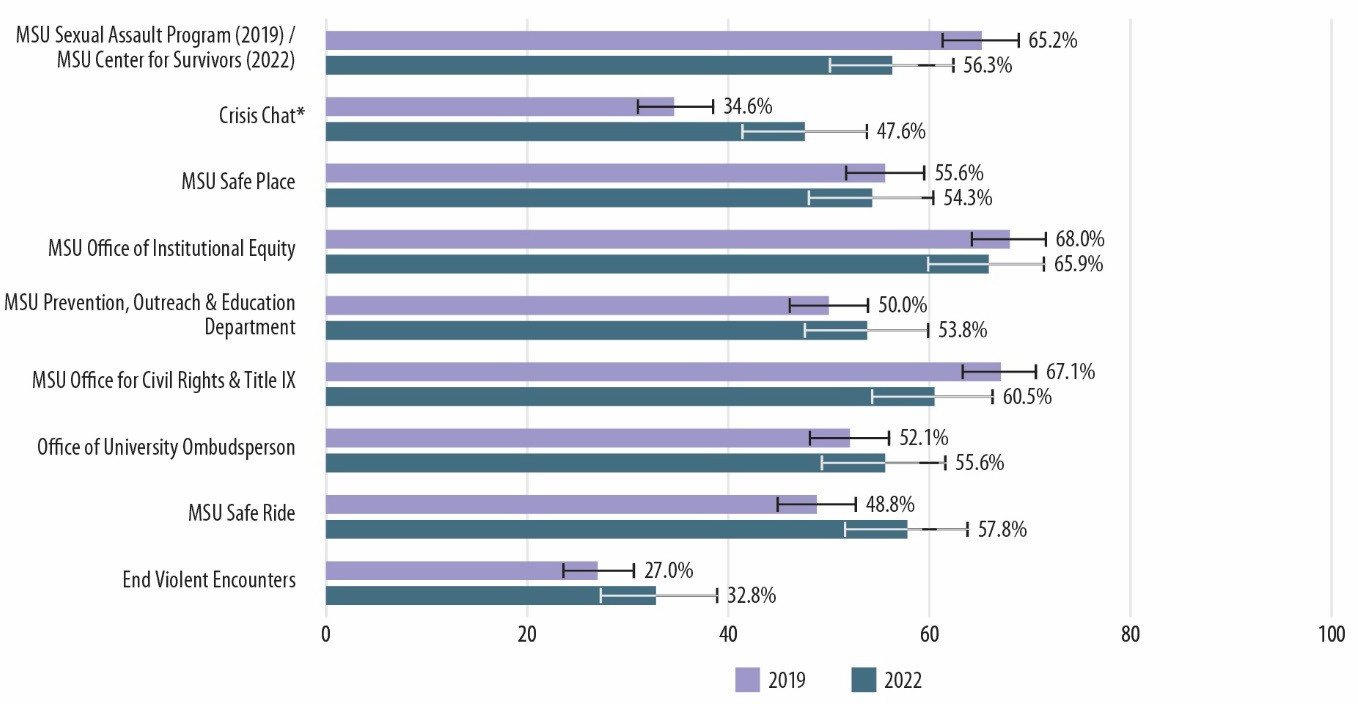 MSU Sexual Assault Program (2019) /
MSU Center for Survivors (2022)
65.2%
56.3%
Crisis Chat*
34.6%
47.6%
MSU Safe Place
55.6%
54.3%
MSU Office of Institutional Equity
68.0%
65.9%
MSU Prevention, Outreach & Education
Department
50.0%
53.8%
MSU Office for Civil Rights & Title IX
67.1%
60.5%
Office of University Ombudsperson
52.1%
55.6%
MSU Safe Ride
48.8%
57.8%
End Violent Encounters
27.0%
32.8%
0 20 40 60 80 100
2019 2022